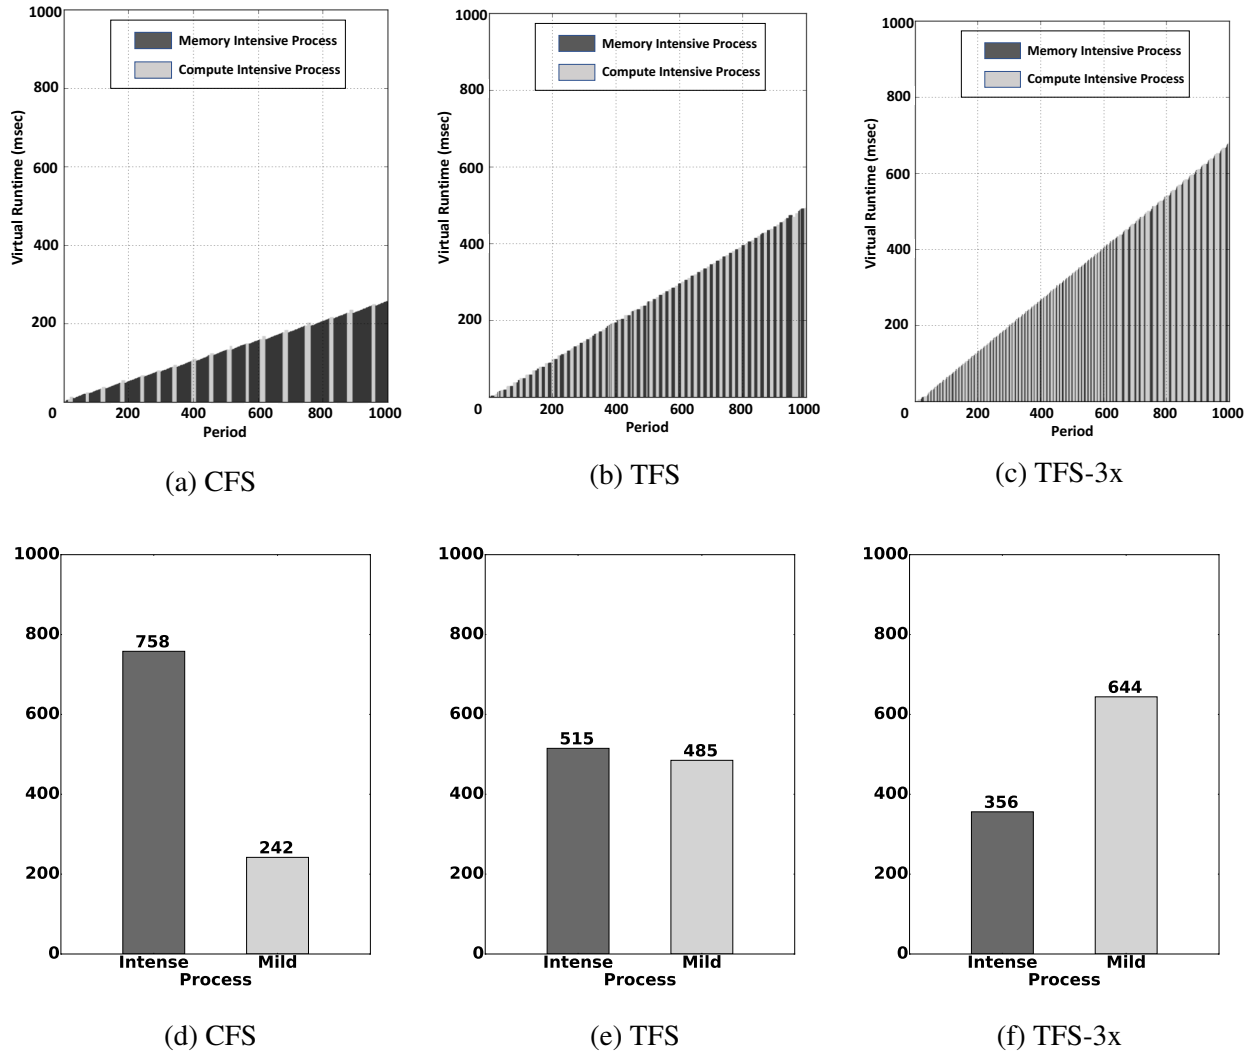 1000
Memory Intensive Process
Compute Intensive Process
800
600
400
200
Virtual Runtime (msec)
0 200 400 600 800 1000
Period
(a) CFS
1000
Memory Intensive Process
Compute Intensive Process
800
600
400
200
Virtual Runtime (msec)
0 200 400 600 800 1000
Period
(b) TFS
1000
Memory Intensive Process
Compute Intensive Process
800
600
400
200
Virtual Runtime (msec)
0 200 400 600 800 1000
Period
(c) TFS-3x
1000
800
758
600
400
242
200
0
Intense Mild
Process
(d) CFS
1000
800
600
515
485
400
200
0
Intense Mild
Process
(e) TFS
1000
800
644
600
400
356
200
0
Intense Mild
Process
(f) TFS-3x